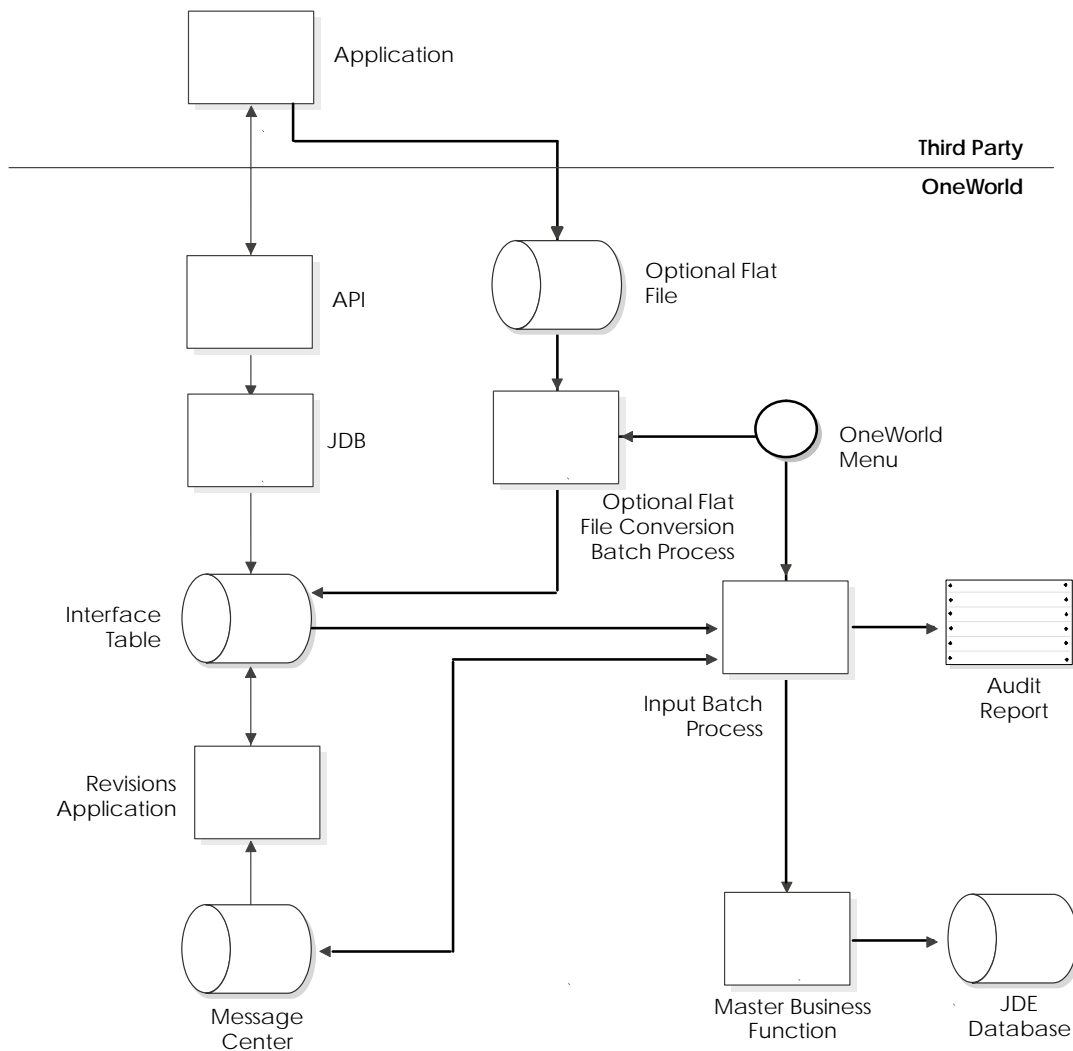 Application
Third Party
OneWorld
Optional Flat
File
API
JDB
OneWorld
Menu
Optional Flat
File Conversion
Batch Process
Interface
Table
Input Batch
Process
Audit
Report
Revisions
Application
Message
Center
Master Business
Function
JDE
Database